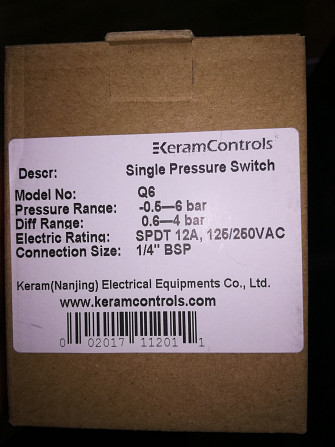 KeramControls
Descr: Single Pressure Switch
Model No: Q6
Pressure Range: -0.5—6 bar
Diff Range: 0.6—4 bar
Electric Rating: SPDT 12A, 125/250VAC
Connection Size: 1/4" BSP
Keram(Nanjing) Electrical Equipments Co., Ltd.
www.keramcontrols.com
0 02017 11201 1